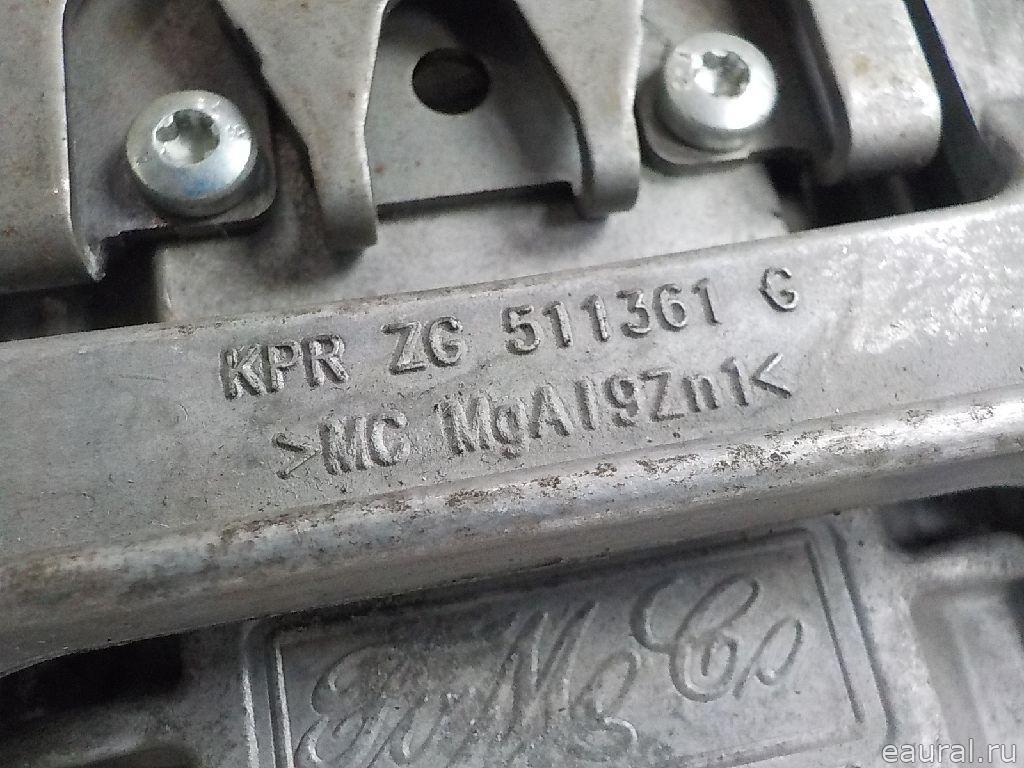 KPR ZG 511361 G
>MC MgAl9Zn1<
FoMoCo
eaural.ru